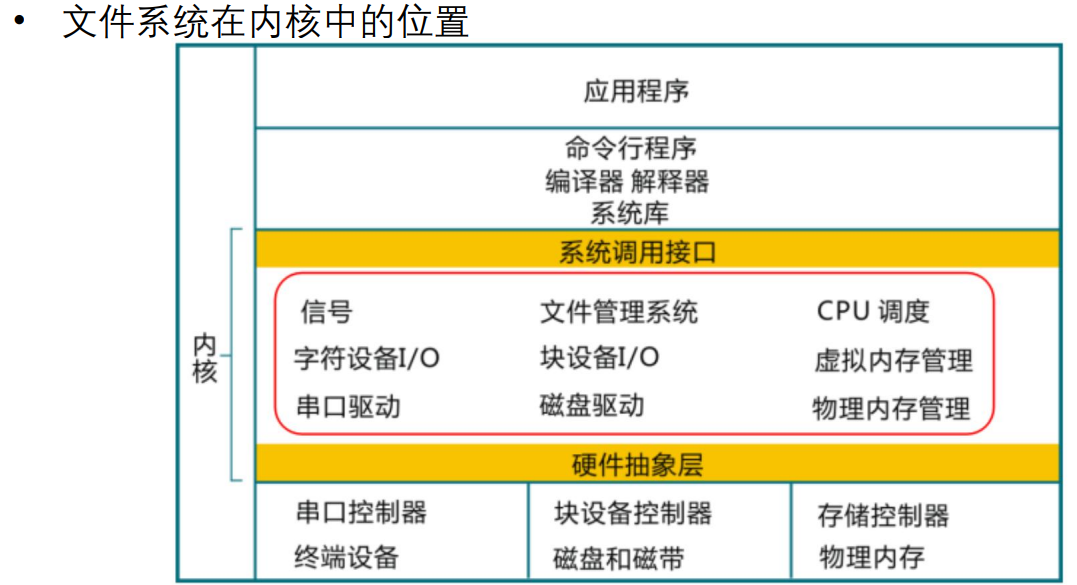 • 文件系统在内核中的位置
应用程序
命令行程序
编译器 解释器
系统库
系统调用接口
信号 文件管理系统 CPU 调度
字符设备I/O 块设备I/O 虚拟内存管理
串口驱动 磁盘驱动 物理内存管理
内核
硬件抽象层
串口控制器 块设备控制器 存储控制器
终端设备 磁盘和磁带 物理内存